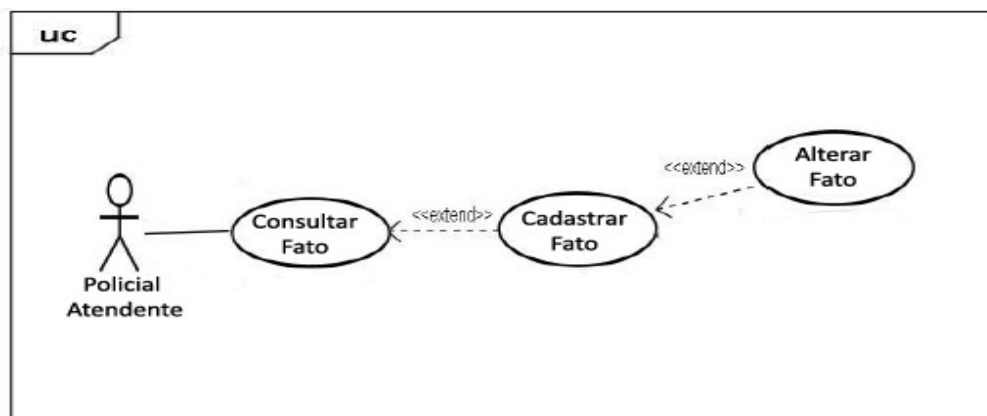 uc
Policial
Atendente
Consultar
Fato
<<extend>>
Cadastrar
Fato
<<extend>>
Alterar
Fato